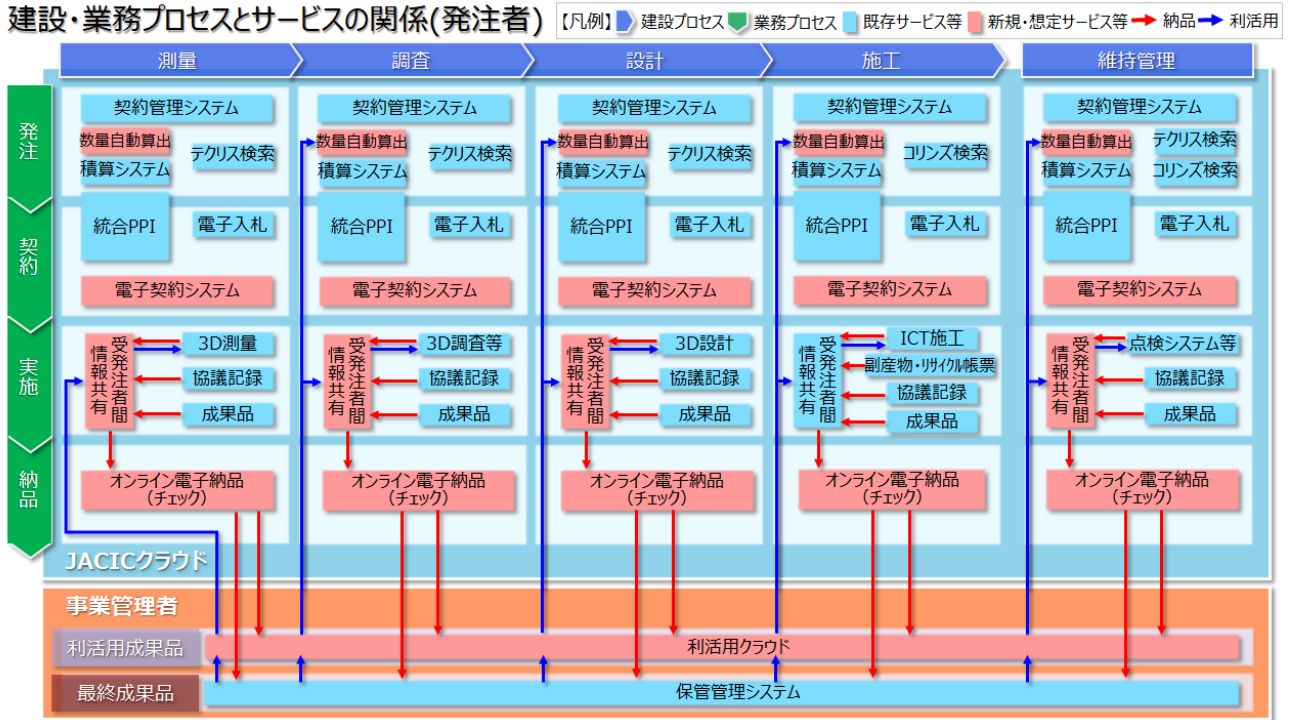 建設・業務プロセスとサービスの関係(発注者)
【凡例】 建設プロセス 業務プロセス 既存サービス等 新規・想定サービス等 納品 利活用
測量 調査 設計 施工 維持管理
発注
契約管理システム
数量自動算出
テクリス検索
積算システム
契約管理システム
数量自動算出
テクリス検索
積算システム
契約管理システム
数量自動算出
テクリス検索
積算システム
契約管理システム
数量自動算出
コリンズ検索
積算システム
契約管理システム
数量自動算出
テクリス検索
積算システム
コリンズ検索
契約
統合PPI
電子入札
電子契約システム
統合PPI
電子入札
電子契約システム
統合PPI
電子入札
電子契約システム
統合PPI
電子入札
電子契約システム
統合PPI
電子入札
電子契約システム
実施
受発注者間
情報共有
3D測量
協議記録
成果品
受発注者間
情報共有
3D調査等
協議記録
成果品
受発注者間
情報共有
3D設計
協議記録
成果品
受発注者間
情報共有
ICT施工
副産物・リサイクル帳票
協議記録
成果品
受発注者間
情報共有
点検システム等
協議記録
成果品
納品
オンライン電子納品
(チェック)
オンライン電子納品
(チェック)
オンライン電子納品
(チェック)
オンライン電子納品
(チェック)
オンライン電子納品
(チェック)
JACICクラウド
事業管理者
利活用成果品
利活用クラウド
最終成果品
保管管理システム